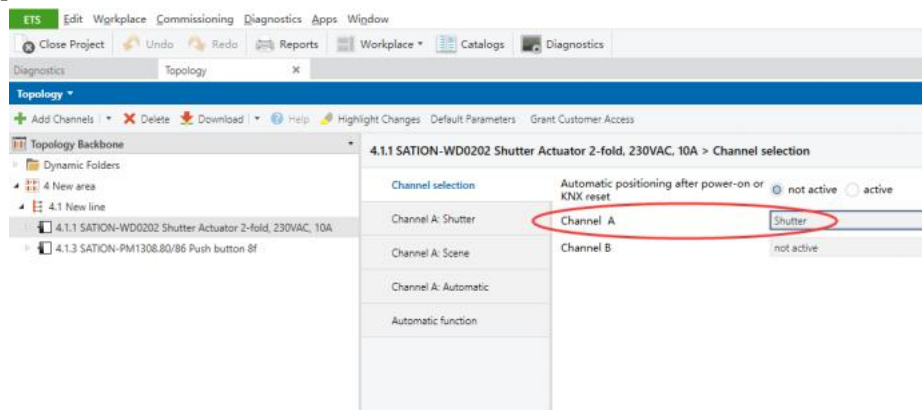 ETS Edit Workplace Commissioning Diagnostics Apps Window
Close Project Undo Redo Reports Workplace Catalogs Diagnostics
Diagnostics Topology
Topology
Add Channels Delete Download Help Highlight Changes Default Parameters Grant Customer Access
Topology Backbone
Dynamic Folders
4 New area
4.1 New line
4.1.1 SATION-WD0202 Shutter Actuator 2-fold, 230VAC, 10A
4.1.3 SATION-PM1308.80/86 Push button 8f
4.1.1 SATION-WD0202 Shutter Actuator 2-fold, 230VAC, 10A > Channel selection
Channel selection
Channel A: Shutter
Channel A: Scene
Channel A: Automatic
Automatic function
Automatic positioning after power-on or
KNX reset
not active active
Channel A Shutter
Channel B not active